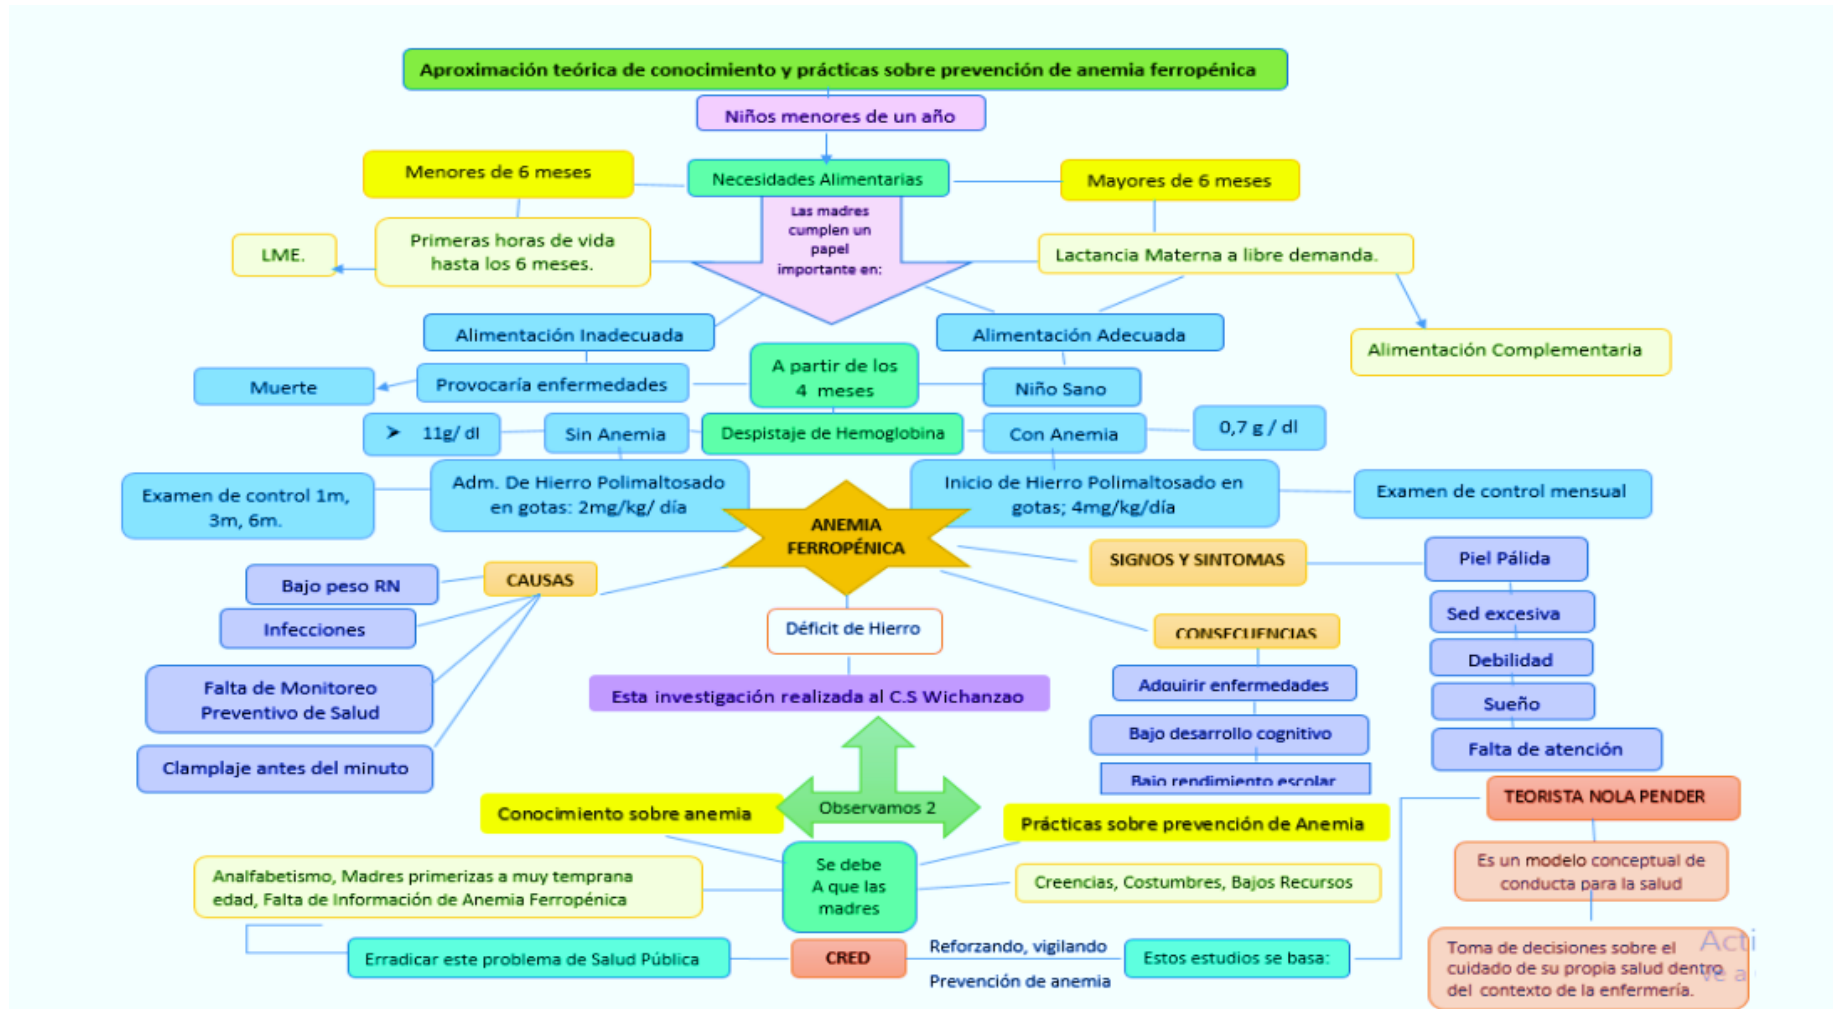 Aproximación teórica de conocimiento y prácticas sobre prevención de anemia ferropénica
Niños menores de un año
Menores de 6 meses
Necesidades Alimentarias
Mayores de 6 meses
Las madres
cumplen un
papel
importante en:
LME.
Primeras horas de vida
hasta los 6 meses.
Lactancia Materna a libre demanda.
Alimentación Inadecuada
Alimentación Adecuada
Alimentación Complementaria
Muerte
Provocaría enfermedades
A partir de los
4 meses
Niño Sano
➤ 11g/ dl
Sin Anemia
Despistaje de Hemoglobina
Con Anemia
0,7 g / dl
Examen de control 1m,
3m, 6m.
Adm. De Hierro Polimaltosado
en gotas: 2mg/kg/ día
Inicio de Hierro Polimaltosado en
gotas; 4mg/kg/día
Examen de control mensual
ANEMIA
FERROPÉNICA
CAUSAS
Bajo peso RN
Infecciones
Falta de Monitoreo
Preventivo de Salud
Clamplaje antes del minuto
Déficit de Hierro
SIGNOS Y SINTOMAS
Piel Pálida
Sed excesiva
Debilidad
Sueño
Falta de atención
CONSECUENCIAS
Adquirir enfermedades
Bajo desarrollo cognitivo
Bajo rendimiento escolar
Esta investigación realizada al C.S Wichanzao
Observamos 2
Conocimiento sobre anemia
Prácticas sobre prevención de Anemia
Se debe
A que las
madres
Analfabetismo, Madres primerizas a muy temprana
edad, Falta de Información de Anemia Ferropénica
Creencias, Costumbres, Bajos Recursos
Erradicar este problema de Salud Pública
CRED
Reforzando, vigilando
Prevención de anemia
Estos estudios se basa:
TEORISTA NOLA PENDER
Es un modelo conceptual de
conducta para la salud
Toma de decisiones sobre el
cuidado de su propia salud dentro
del contexto de la enfermería.
Acti
ve a